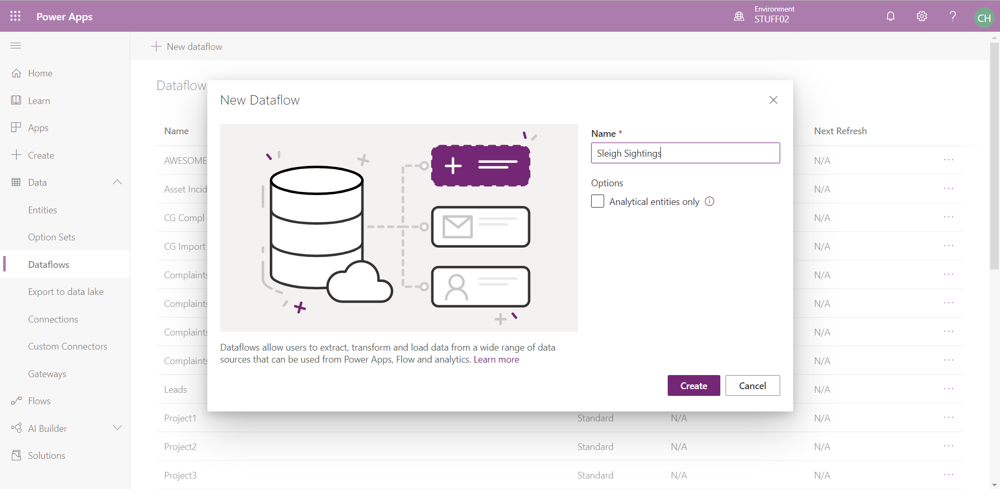 Power Apps
Environment
STUFF02
?
CH
New dataflow
Home
Learn
Apps
Create
Data
Entities
Option Sets
Dataflows
Export to data lake
Connections
Custom Connectors
Gateways
Flows
AI Builder
Solutions
Dataflow
Name
Next Refresh
AWESOME
N/A
...
Asset Incid
N/A
...
CG Compl
N/A
...
CG Import
N/A
...
Complaints
N/A
...
Complaints
N/A
...
Complaints
N/A
...
Complaints
N/A
...
Leads
N/A
...
Project1
Standard
N/A
N/A
...
Project2
Standard
N/A
N/A
...
Project3
Standard
N/A
N/A
...
New Dataflow
Name *
Sleigh Sightings
Options
Analytical entities only
Dataflows allow users to extract, transform and load data from a wide range of data
sources that can be used from Power Apps, Flow and analytics. Learn more
Create
Cancel